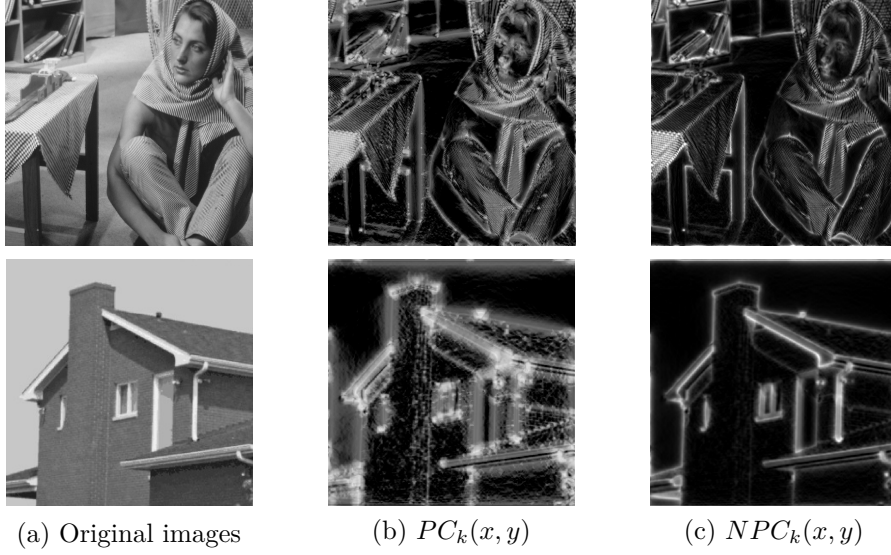 (a) Original images
(b) PC_k(x, y)
(c) NPC_k(x, y)